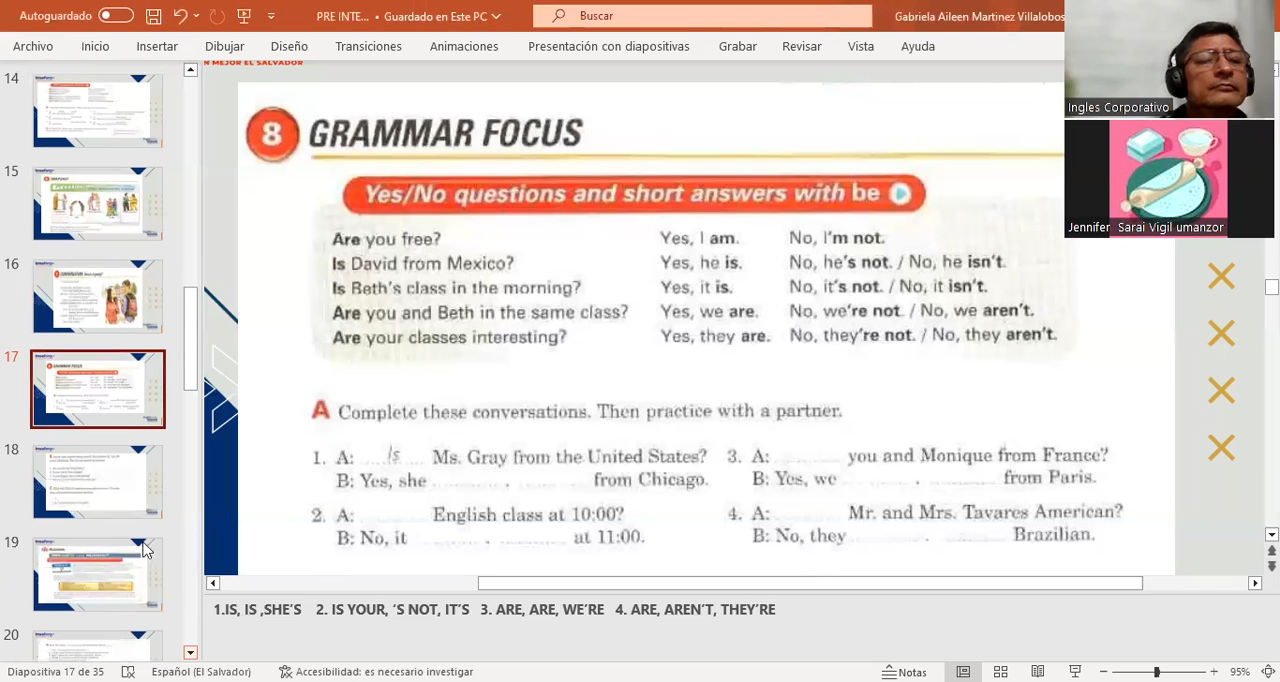 Autoguardado
PRE INTE... • Guardado en Este PC
Buscar
Gabriela Aileen Martinez Villalobos
Archivo Inicio Insertar Dibujar Diseño Transiciones Animaciones Presentación con diapositivas Grabar Revisar Vista Ayuda
Ingles Corporativo
Jennifer Sarai Vigil umanzor
14
15
16
17
18
19
20
N MEJOR EL SALVADOR
8 GRAMMAR FOCUS
Yes/No questions and short answers with be
Are you free? Yes, I am. No, I'm not.
Is David from Mexico? Yes, he is. No, he's not. / No, he isn't.
Is Beth's class in the morning? Yes, it is. No, it's not. / No, it isn't.
Are you and Beth in the same class? Yes, we are. No, we're not. / No, we aren't.
Are your classes interesting? Yes, they are. No, they're not. / No, they aren't.
A Complete these conversations. Then practice with a partner.
1. A: Is Ms. Gray from the United States?
B: Yes, she ........ . ........ from Chicago.
2. A: ........ English class at 10:00?
B: No, it ........ . ........ at 11:00.
3. A: ........ you and Monique from France?
B: Yes, we ........ . ........ from Paris.
4. A: ........ Mr. and Mrs. Tavares American?
B: No, they ........ . ........ Brazilian.
1.IS, IS ,SHE'S 2. IS YOUR, 'S NOT, IT'S 3. ARE, ARE, WE'RE 4. ARE, AREN'T, THEY'RE
Diapositiva 17 de 35 Español (El Salvador) Accesibilidad: es necesario investigar Notas 95%